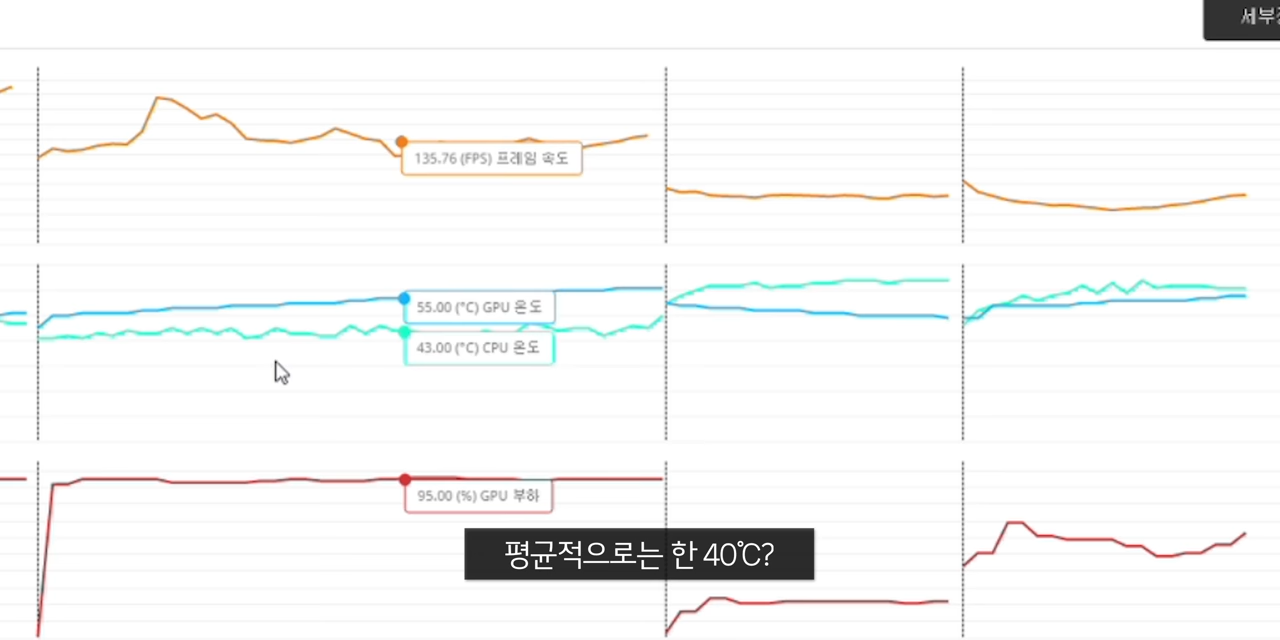 135.76 (FPS) 프레임 속도
55.00 (°C) GPU 온도
43.00 (°C) CPU 온도
95.00 (%) GPU 부하
평균적으로는 한 40℃?